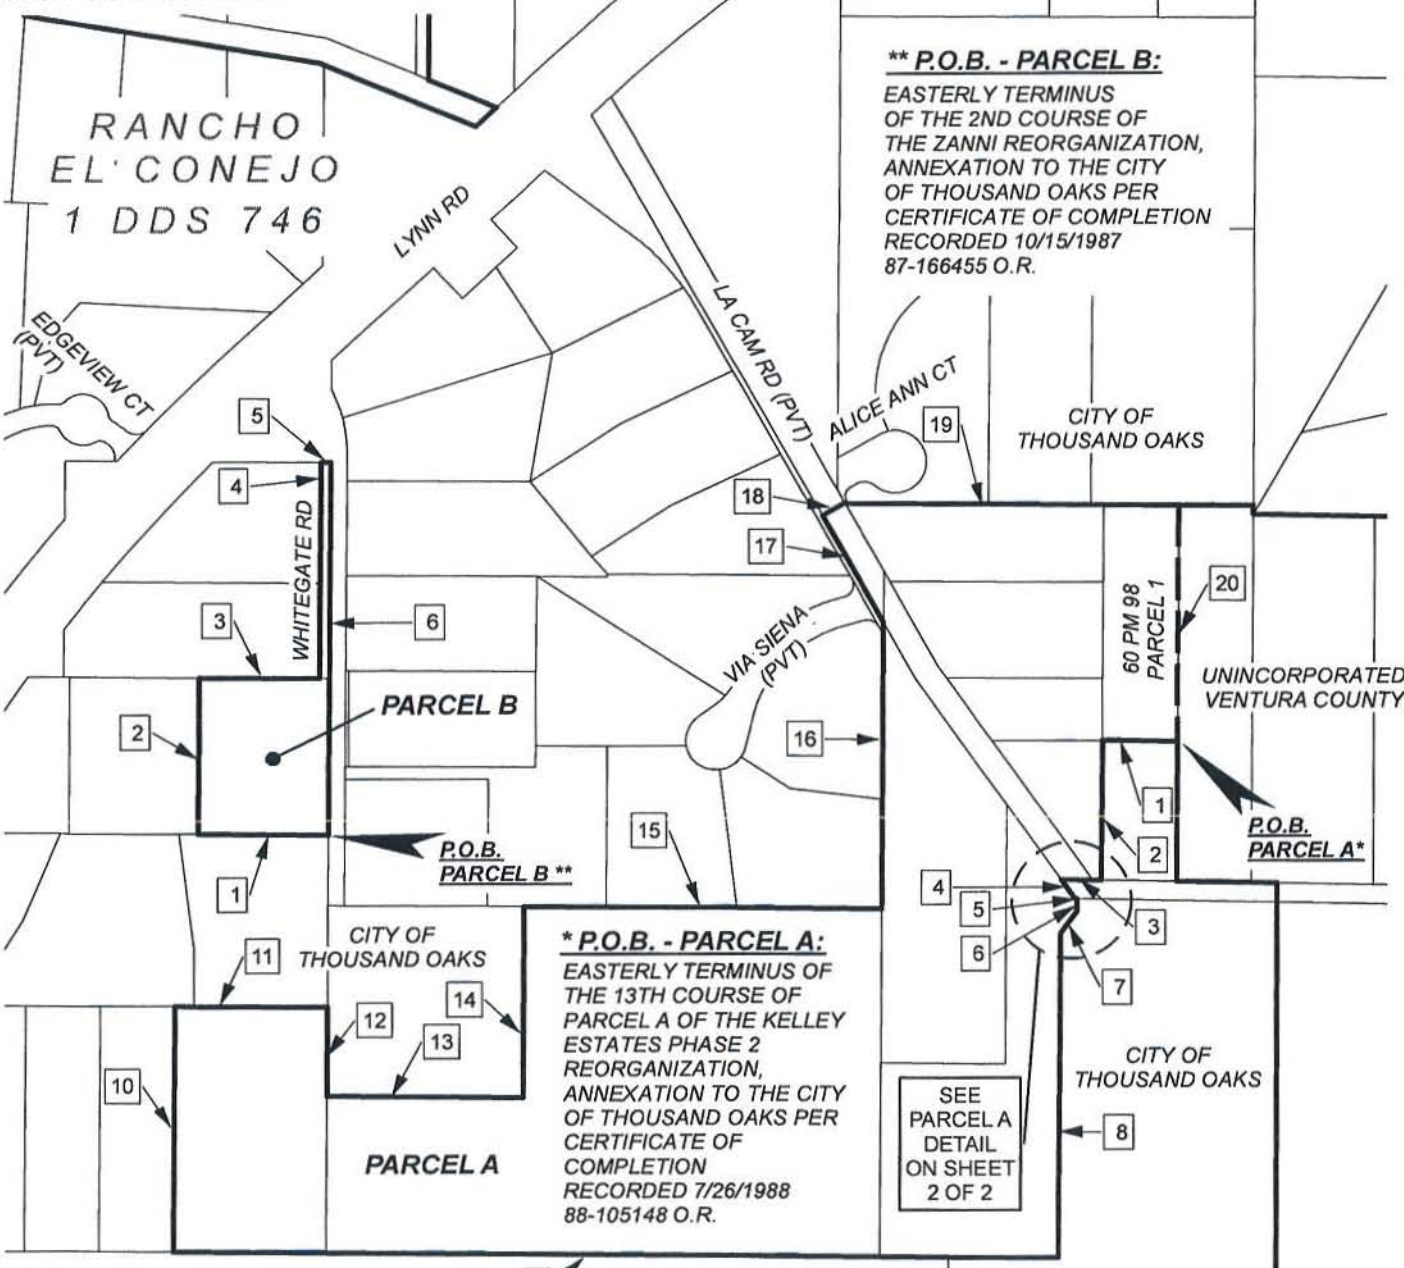 ** P.O.B. - PARCEL B:
EASTERLY TERMINUS
OF THE 2ND COURSE OF
THE ZANNI REORGANIZATION,
ANNEXATION TO THE CITY
OF THOUSAND OAKS PER
CERTIFICATE OF COMPLETION
RECORDED 10/15/1987
87-166455 O.R.
RANCHO
EL CONEJO
1 DDS 746
LYNN RD
EDGEVIEW CT
(PVT)
LA CAM RD (PVT)
ALICE ANN CT
CITY OF
THOUSAND OAKS
5
4
19
18
17
WHITEGATE RD
3
6
20
60 PM 98
PARCEL 1
VIA SIENA
(PVT)
UNINCORPORATED
VENTURA COUNTY
PARCEL B
2
16
1
2
P.O.B.
PARCEL A*
15
P.O.B.
PARCEL B **
1
4
5
6
3
7
CITY OF
THOUSAND OAKS
11
12
13
14
10
* P.O.B. - PARCEL A:
EASTERLY TERMINUS OF
THE 13TH COURSE OF
PARCEL A OF THE KELLEY
ESTATES PHASE 2
REORGANIZATION,
ANNEXATION TO THE CITY
OF THOUSAND OAKS PER
CERTIFICATE OF
COMPLETION
RECORDED 7/26/1988
88-105148 O.R.
PARCEL A
SEE
PARCEL A
DETAIL
ON SHEET
2 OF 2
CITY OF
THOUSAND OAKS
8